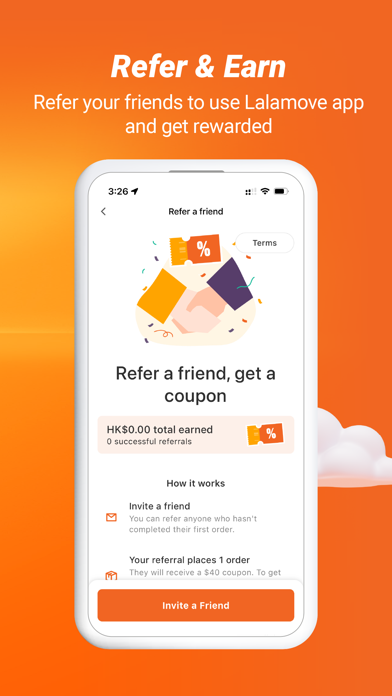 Refer & Earn
Refer your friends to use Lalamove app
and get rewarded
3:26
Refer a friend
Terms
%
Refer a friend, get a
coupon
HK$0.00 total earned
0 successful referrals
%
How it works
Invite a friend
You can refer anyone who hasn't
completed their first order.
Your referral places 1 order
They will receive a $40 coupon. To get
Invite a Friend